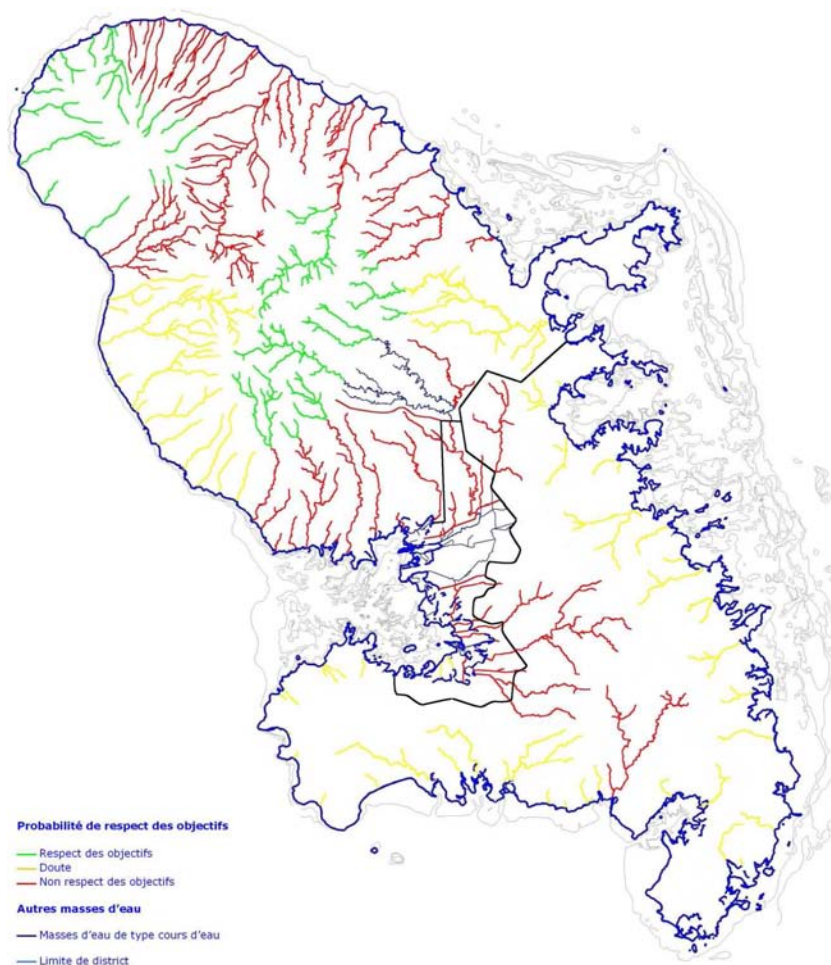 Probabilité de respect des objectifs
Respect des objectifs
Doute
Non respect des objectifs
Autres masses d'eau
Masses d'eau de type cours d'eau
Limite de district